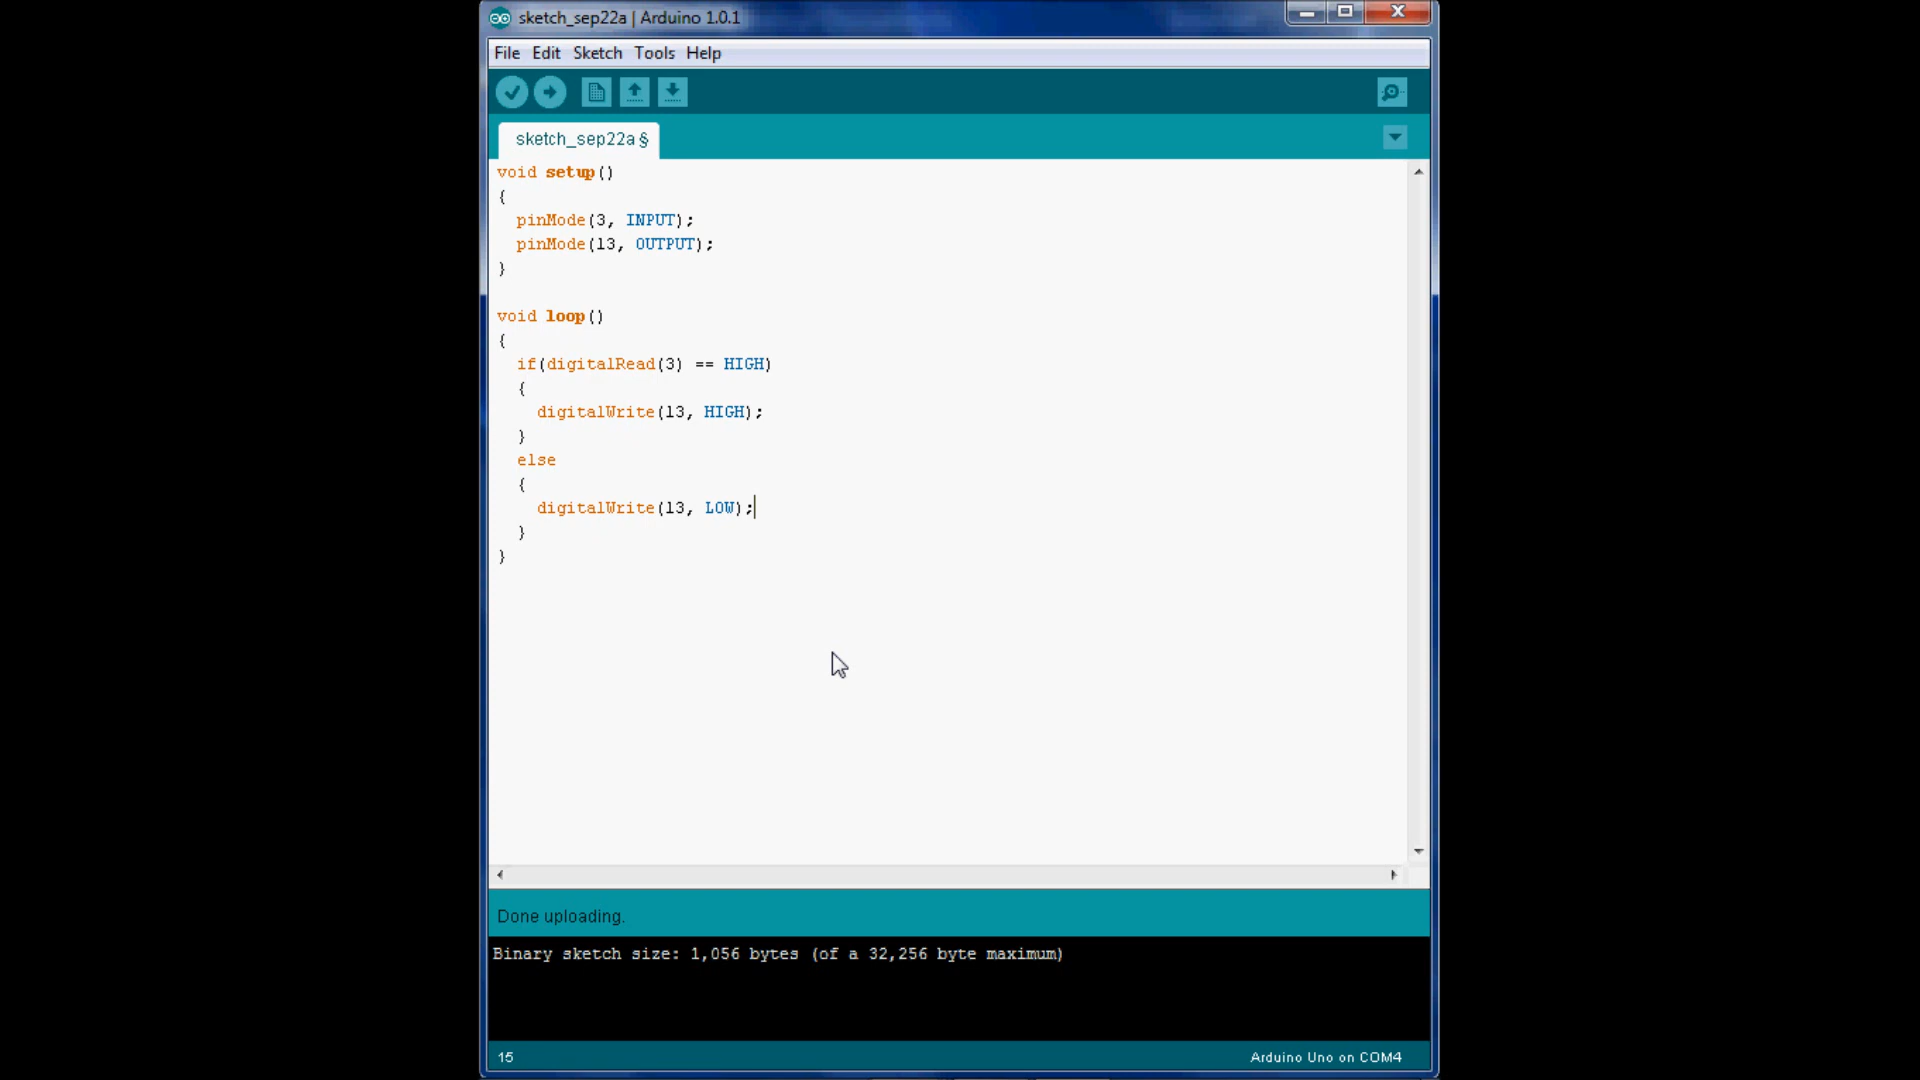 sketch_sep22a | Arduino 1.0.1
File Edit Sketch Tools Help
sketch_sep22a §
void setup()
{
  pinMode(3, INPUT);
  pinMode(13, OUTPUT);
}
void loop()
{
  if(digitalRead(3) == HIGH)
  {
    digitalWrite(13, HIGH);
  }
  else
  {
    digitalWrite(13, LOW);
  }
}
Done uploading.
Binary sketch size: 1,056 bytes (of a 32,256 byte maximum)
15 Arduino Uno on COM4